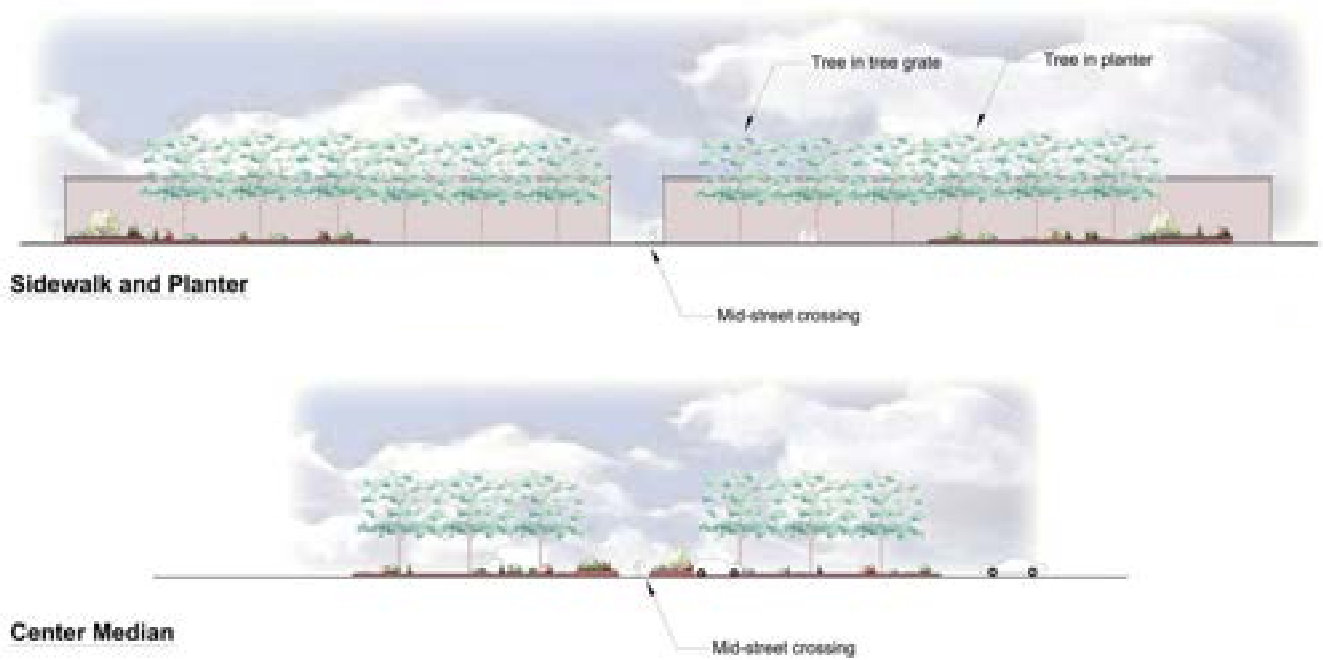 Tree in tree grate
Tree in planter
Sidewalk and Planter
Mid-street crossing
Center Median
Mid-street crossing